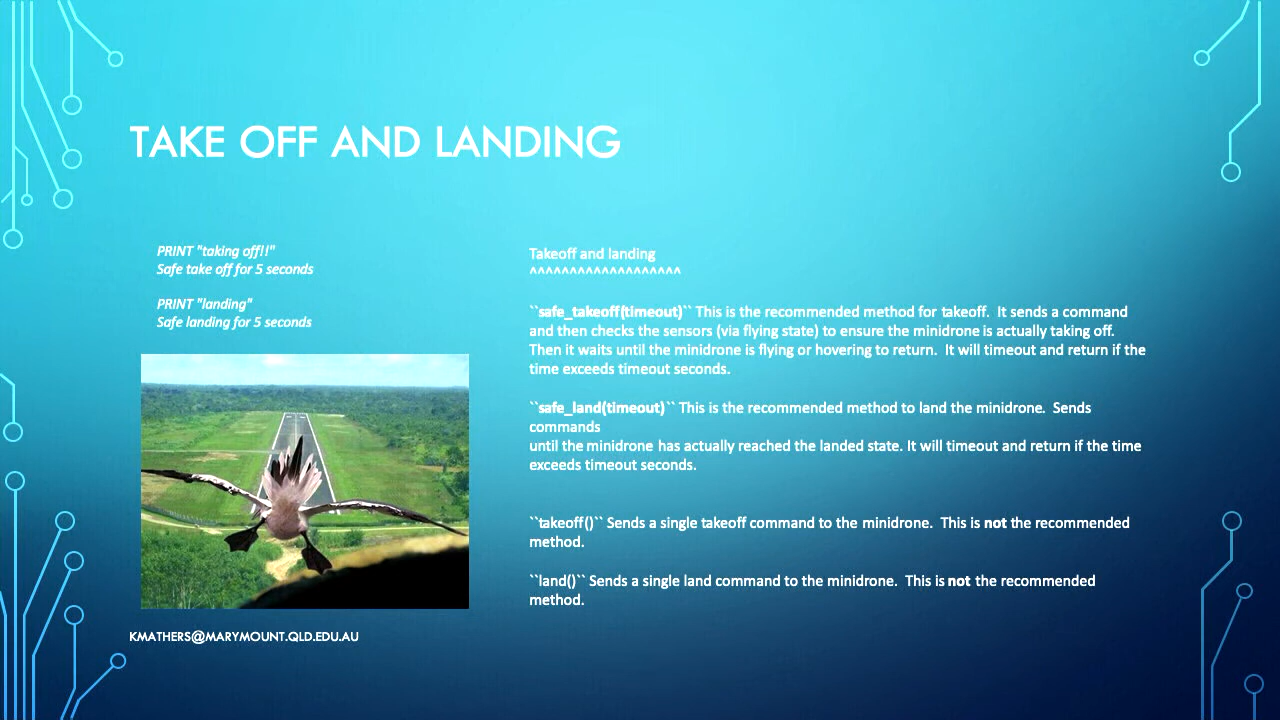 TAKE OFF AND LANDING
PRINT "taking off!!"
Safe take off for 5 seconds
PRINT "landing"
Safe landing for 5 seconds
Takeoff and landing
^^^^^^^^^^^^^^^^^^^
``safe_takeoff(timeout)`` This is the recommended method for takeoff.  It sends a command
and then checks the sensors (via flying state) to ensure the minidrone is actually taking off.
Then it waits until the minidrone is flying or hovering to return.  It will timeout and return if the
time exceeds timeout seconds.
``safe_land(timeout)`` This is the recommended method to land the minidrone.  Sends
commands
until the minidrone has actually reached the landed state. It will timeout and return if the time
exceeds timeout seconds.
``takeoff()`` Sends a single takeoff command to the minidrone.  This is not the recommended
method.
``land()`` Sends a single land command to the minidrone.  This is not the recommended
method.
KMATHERS@MARYMOUNT.QLD.EDU.AU